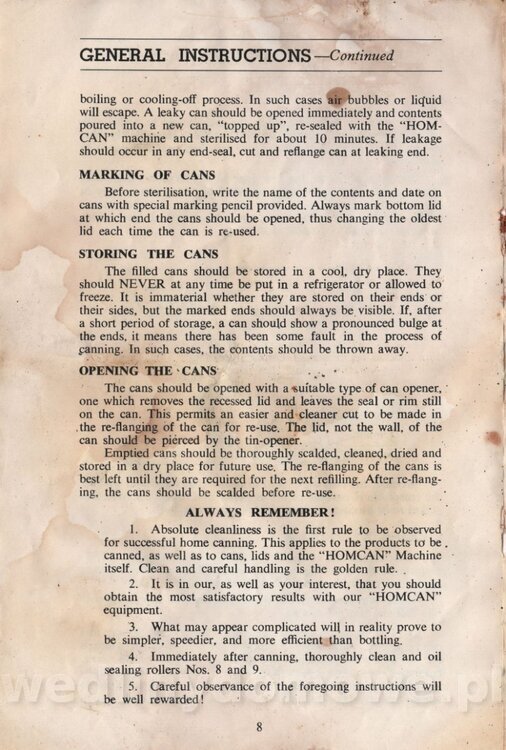 GENERAL INSTRUCTIONS—Continued
boiling or cooling-off process. In such cases air bubbles or liquid
will escape. A leaky can should be opened immediately and contents
poured into a new can, "topped up", re-sealed with the "HOM-
CAN" machine and sterilised for about 10 minutes. If leakage
should occur in any end-seal, cut and reflange can at leaking end.
MARKING OF CANS
Before sterilisation, write the name of the contents and date on
cans with special marking pencil provided. Always mark bottom lid
at which end the cans should be opened, thus changing the oldest
lid each time the can is re-used.
STORING THE CANS
The filled cans should be stored in a cool, dry place. They
should NEVER at any time be put in a refrigerator or allowed to
freeze. It is immaterial whether they are stored on their ends or
their sides, but the marked ends should always be visible. If, after
a short period of storage, a can should show a pronounced bulge at
the ends, it means there has been some fault in the process of
canning. In such cases, the contents should be thrown away.
OPENING THE CANS
The cans should be opened with a suitable type of can opener,
one which removes the recessed lid and leaves the seal or rim still
on the can. This permits an easier and cleaner cut to be made in
the re-flanging of the can for re-use. The lid, not the wall, of the
can should be pierced by the tin-opener.
Emptied cans should be thoroughly scalded, cleaned, dried and
stored in a dry place for future use. The re-flanging of the cans is
best left until they are required for the next refilling. After re-flang-
ing, the cans should be scalded before re-use.
ALWAYS REMEMBER!
1. Absolute cleanliness is the first rule to be observed
for successful home canning. This applies to the products to be
canned, as well as to cans, lids and the "HOMCAN" Machine
itself. Clean and careful handling is the golden rule.
2. It is in our, as well as your interest, that you should
obtain the most satisfactory results with our "HOMCAN"
equipment.
3. What may appear complicated will in reality prove to
be simpler, speedier, and more efficient than bottling.
4. Immediately after canning, thoroughly clean and oil
sealing rollers Nos. 8 and 9.
5. Careful observance of the foregoing instructions will
be well rewarded!
8